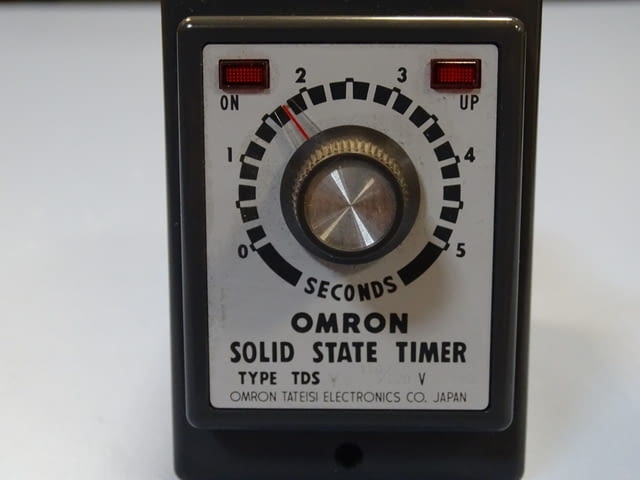 2 3
ON UP
1 4
0 5
SECONDS
OMRON
SOLID STATE TIMER
TYPE TDS V
OMRON TATEISI ELECTRONICS CO. JAPAN